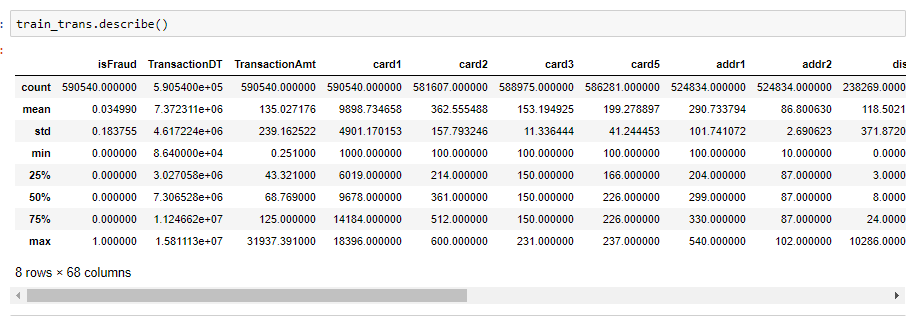 : train_trans.describe()
:
isFraud TransactionDT TransactionAmt card1 card2 card3 card5 addr1 addr2 dis
count 590540.000000 5.905400e+05 590540.000000 590540.000000 581607.000000 588975.000000 586281.000000 524834.000000 524834.000000 238269.0000
mean 0.034990 7.372311e+06 135.027176 9898.734658 362.555488 153.194925 199.278897 290.733794 86.800630 118.5021
std 0.183755 4.617224e+06 239.162522 4901.170153 157.793246 11.336444 41.244453 101.741072 2.690623 371.8720
min 0.000000 8.640000e+04 0.251000 1000.000000 100.000000 100.000000 100.000000 100.000000 10.000000 0.0000
25% 0.000000 3.027058e+06 43.321000 6019.000000 214.000000 150.000000 166.000000 204.000000 87.000000 3.0000
50% 0.000000 7.306528e+06 68.769000 9678.000000 361.000000 150.000000 226.000000 299.000000 87.000000 8.0000
75% 0.000000 1.124662e+07 125.000000 14184.000000 512.000000 150.000000 226.000000 330.000000 87.000000 24.0000
max 1.000000 1.581113e+07 31937.391000 18396.000000 600.000000 231.000000 237.000000 540.000000 102.000000 10286.0000
8 rows × 68 columns